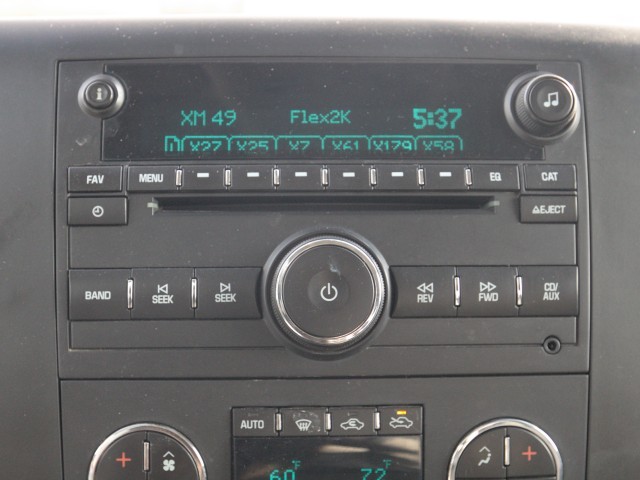 XM 49 Flex2K 5:37
1 X27 X25 X7 X61 X179 X58
FAV MENU EQ CAT
EJECT
BAND SEEK SEEK REV FWD CD/AUX
AUTO
60°F 72°F